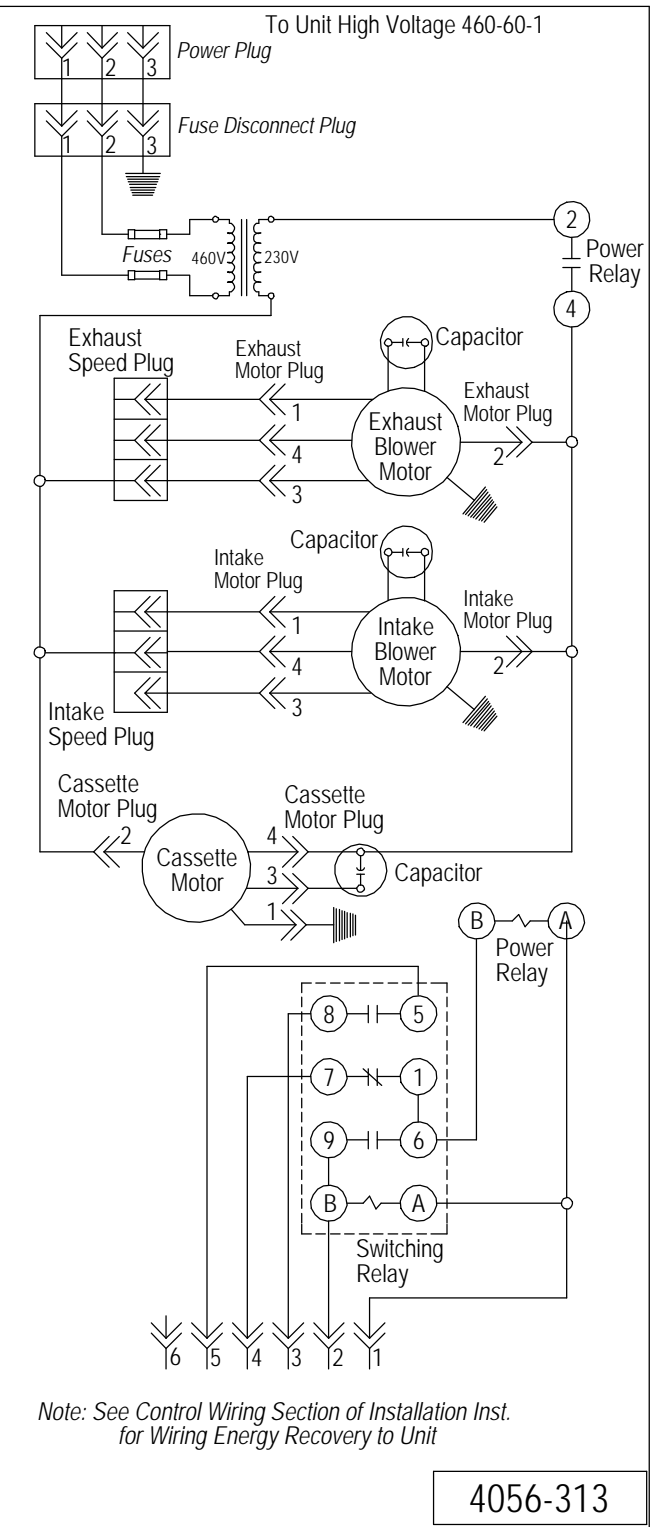 To Unit High Voltage 460-60-1
1 2 3
Power Plug
1 2 3
Fuse Disconnect Plug
Fuses
460V
230V
2
Power
Relay
4
Exhaust
Speed Plug
Exhaust
Motor Plug
Capacitor
1
4
3
Exhaust
Blower
Motor
Exhaust
Motor Plug
2
Capacitor
Intake
Motor Plug
1
4
3
Intake
Blower
Motor
Intake
Motor Plug
2
Intake
Speed Plug
Cassette
Motor Plug
2
Cassette
Motor
Cassette
Motor Plug
4
3
1
Capacitor
B A
Power
Relay
8 5
7 1
9 6
B A
Switching
Relay
6 5 4 3 2 1
Note: See Control Wiring Section of Installation Inst.
for Wiring Energy Recovery to Unit
4056-313